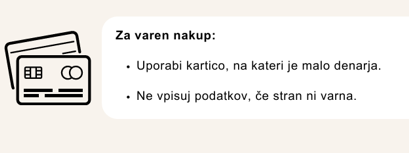 Za varen nakup:
• Uporabi kartico, na kateri je malo denarja.
• Ne vpisuj podatkov, če stran ni varna.